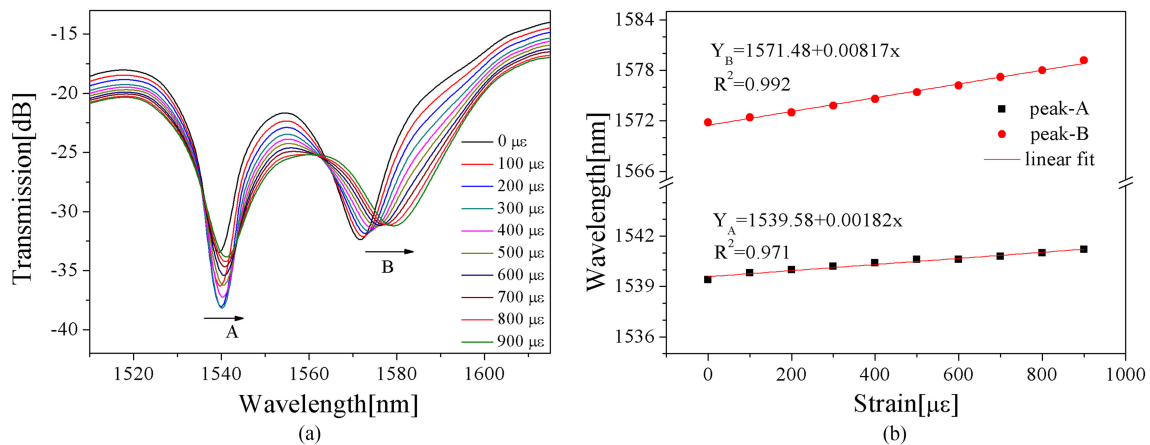 -15
-20
-25
-30
-35
-40
Transmission[dB]
0 με
100 με
200 με
300 με
400 με
500 με
600 με
700 με
800 με
900 με
A
B
1520
1540
1560
1580
1600
Wavelength[nm]
(a)
1584
1578
1572
1566
1542
1539
1536
Wavelength[nm]
Y_B=1571.48+0.00817x
R²=0.992
peak-A
peak-B
linear fit
Y_A=1539.58+0.00182x
R²=0.971
0
200
400
600
800
1000
Strain[με]
(b)